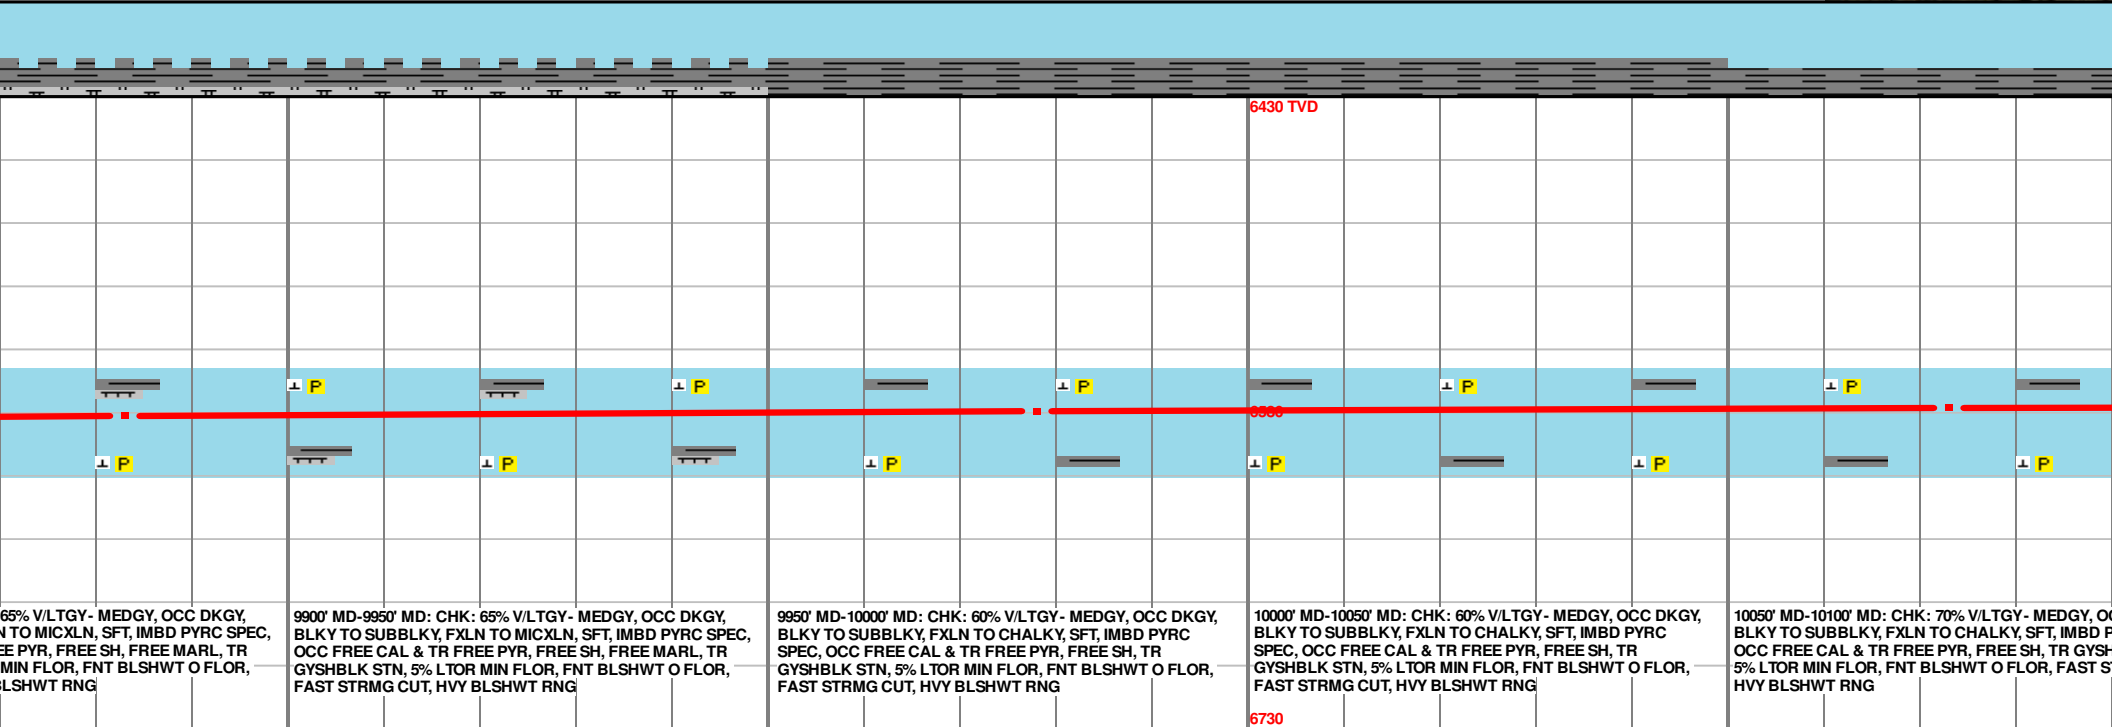 6430 TVD
P
P
P
P
P
P
6580
P
P
P
P
P
65% V/LTGY- MEDGY, OCC DKGY,
N TO MICXLN, SFT, IMBD PYRC SPEC,
EE PYR, FREE SH, FREE MARL, TR
MIN FLOR, FNT BLSHWT O FLOR,
BLSHWT RNG
9900' MD-9950' MD: CHK: 65% V/LTGY- MEDGY, OCC DKGY,
BLKY TO SUBBLKY, FXLN TO MICXLN, SFT, IMBD PYRC SPEC,
OCC FREE CAL & TR FREE PYR, FREE SH, FREE MARL, TR
GYSHBLK STN, 5% LTOR MIN FLOR, FNT BLSHWT O FLOR,
FAST STRMG CUT, HVY BLSHWT RNG
9950' MD-10000' MD: CHK: 60% V/LTGY- MEDGY, OCC DKGY,
BLKY TO SUBBLKY, FXLN TO CHALKY, SFT, IMBD PYRC
SPEC, OCC FREE CAL & TR FREE PYR, FREE SH, TR
GYSHBLK STN, 5% LTOR MIN FLOR, FNT BLSHWT O FLOR,
FAST STRMG CUT, HVY BLSHWT RNG
10000' MD-10050' MD: CHK: 60% V/LTGY- MEDGY, OCC DKGY,
BLKY TO SUBBLKY, FXLN TO CHALKY, SFT, IMBD PYRC
SPEC, OCC FREE CAL & TR FREE PYR, FREE SH, TR
GYSHBLK STN, 5% LTOR MIN FLOR, FNT BLSHWT O FLOR,
FAST STRMG CUT, HVY BLSHWT RNG
10050' MD-10100' MD: CHK: 70% V/LTGY- MEDGY, OC
BLKY TO SUBBLKY, FXLN TO CHALKY, SFT, IMBD P
OCC FREE CAL & TR FREE PYR, FREE SH, TR GYSH
5% LTOR MIN FLOR, FNT BLSHWT O FLOR, FAST S
HVY BLSHWT RNG
6730